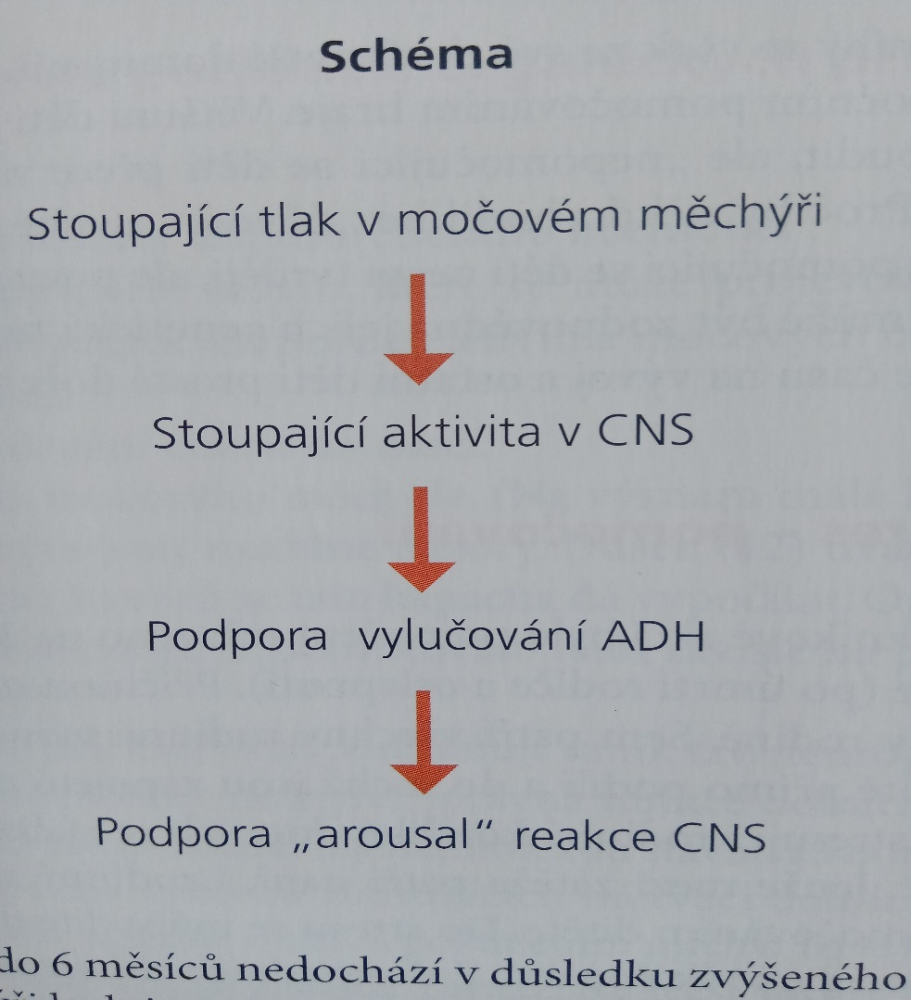 Schéma
Stoupající tlak v močovém měchýři
Stoupající aktivita v CNS
Podpora vylučování ADH
Podpora „arousal“ reakce CNS
do 6 měsíců nedochází v důsledku zvýšeného